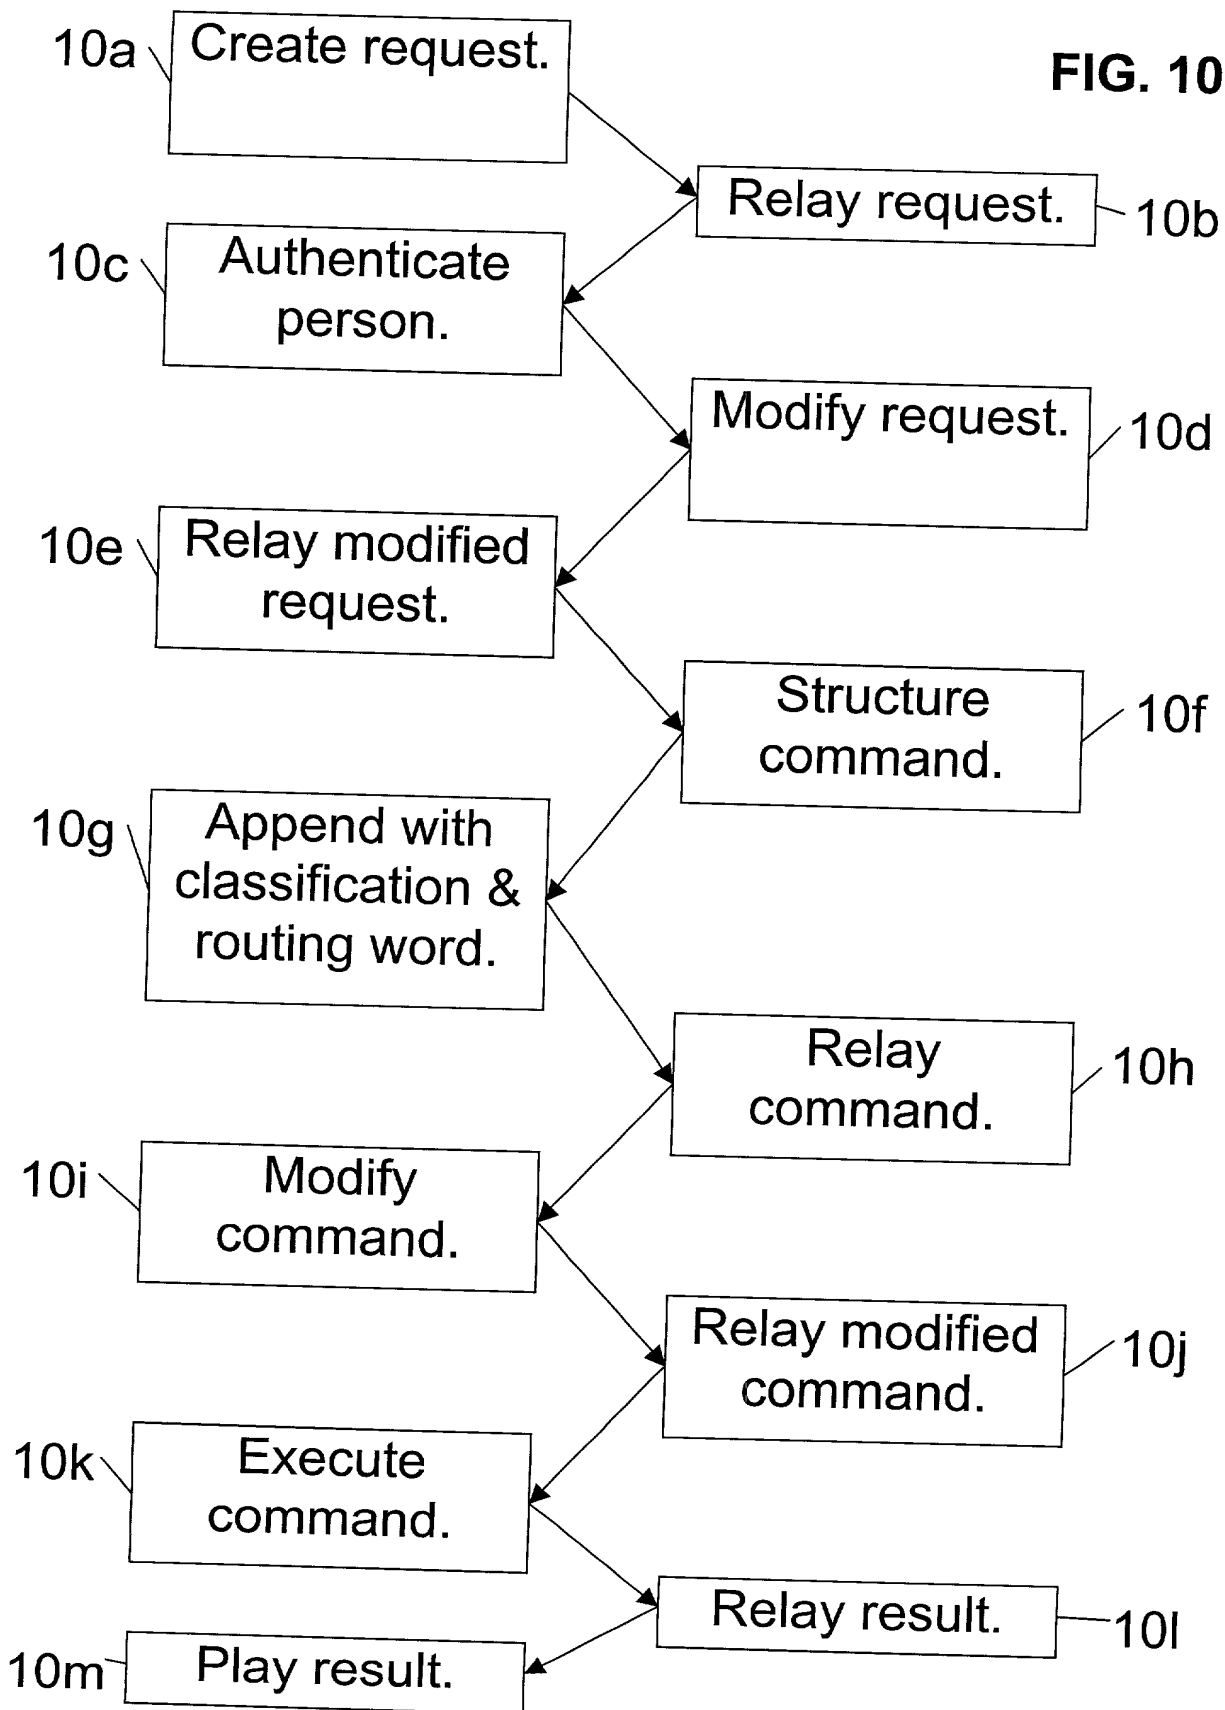 FIG. 10
10a
Create request.
Relay request.
10b
10c
Authenticate
person.
Modify request.
10d
10e
Relay modified
request.
Structure
command.
10f
10g
Append with
classification &
routing word.
Relay
command.
10h
10i
Modify
command.
Relay modified
command.
10j
10k
Execute
command.
Relay result.
10l
10m
Play result.